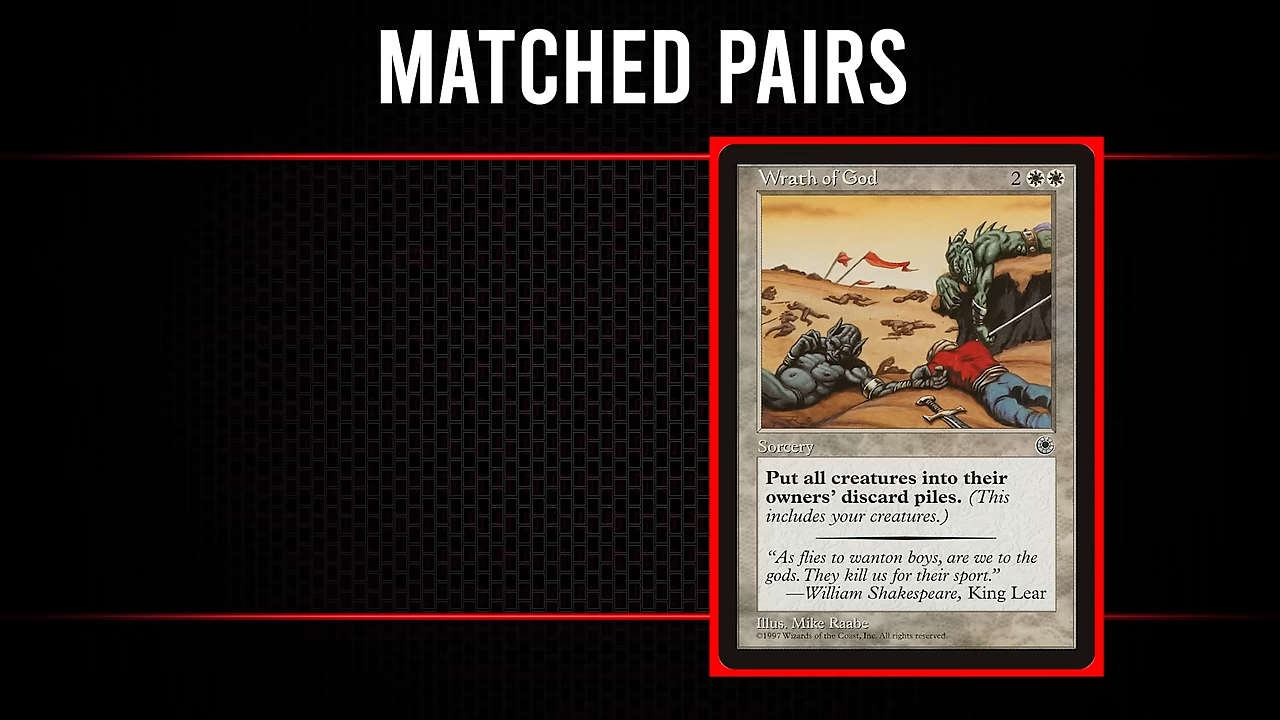 MATCHED PAIRS
Wrath of God 2
Sorcery
Put all creatures into their
owners’ discard piles. (This
includes your creatures.)
“As flies to wanton boys, are we to the
gods. They kill us for their sport.”
—William Shakespeare, King Lear
Illus. Mike Raabe
©1997 Wizards of the Coast, Inc. All rights reserved.